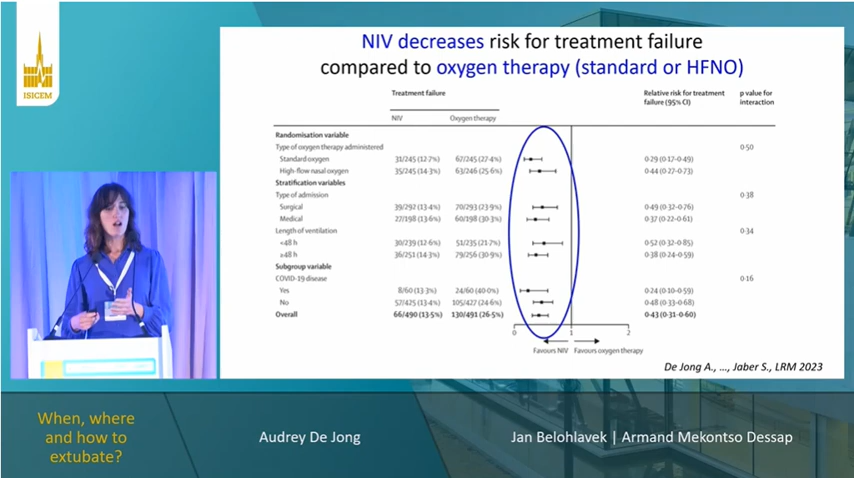 ISICEM
NIV decreases risk for treatment failure
compared to oxygen therapy (standard or HFNO)
Treatment failure
Relative risk for treatment failure (95% CI)
p value for interaction
NIV Oxygen therapy
Randomisation variable
Type of oxygen therapy administered 0·50
Standard oxygen 31/245 (12·7%) 67/245 (27·4%) 0·29 (0·17-0·49)
High-flow nasal oxygen 35/245 (14·3%) 63/246 (25·6%) 0·44 (0·27-0·73)
Stratification variables
Type of admission 0·38
Surgical 39/292 (13·4%) 70/293 (23·9%) 0·49 (0·32-0·76)
Medical 27/198 (13·6%) 60/198 (30·3%) 0·37 (0·22-0·61)
Length of ventilation 0·34
<48 h 30/239 (12·6%) 51/235 (21·7%) 0·52 (0·32-0·85)
≥48 h 36/251 (14·3%) 79/256 (30·9%) 0·38 (0·24-0·59)
Subgroup variable
COVID-19 disease 0·16
Yes 8/60 (13·3%) 24/60 (40·0%) 0·24 (0·10-0·59)
No 57/425 (13·4%) 105/427 (24·6%) 0·48 (0·33-0·68)
Overall 66/490 (13·5%) 130/491 (26·5%) 0·43 (0·31-0·60)
0 1 2
Favours NIV Favours oxygen therapy
De Jong A., ..., Jaber S., LRM 2023
When, where
and how to
extubate?
Audrey De Jong
Jan Belohlavek | Armand Mekontso Dessap